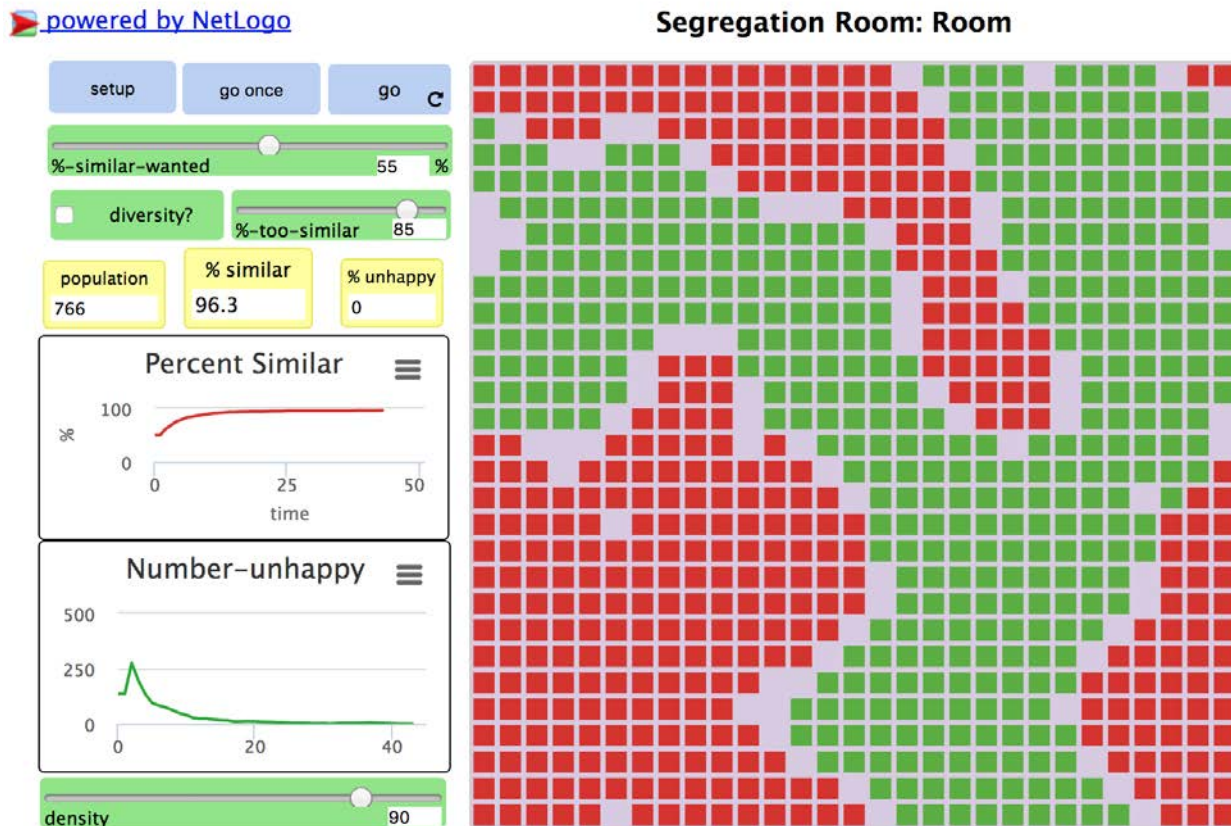 powered by NetLogo
Segregation Room: Room
setup
go once
go
%-similar-wanted 55 %
diversity?
%-too-similar 85
population
766
% similar
96.3
% unhappy
0
Percent Similar
100
%
0
0 25 50
time
Number-unhappy
500
250
0
0 20 40
density 90